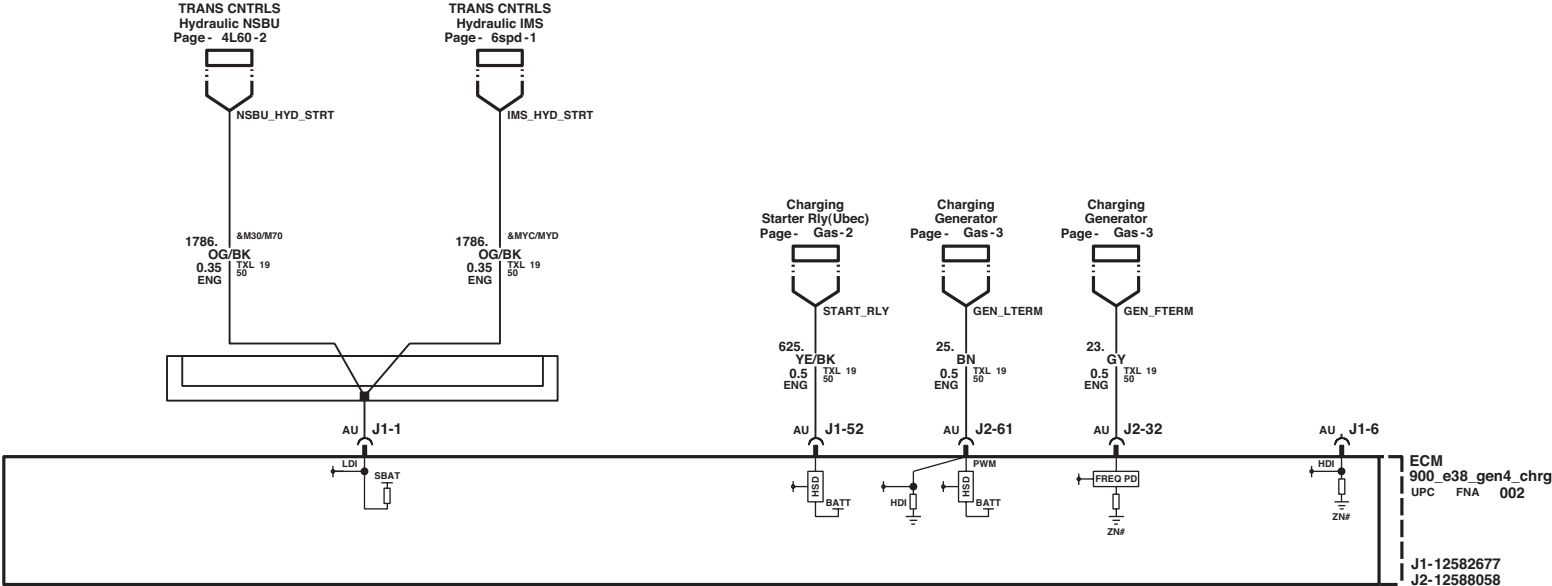 TRANS CNTRLS
Hydraulic NSBU
Page- 4L60-2
NSBU_HYD_STRT
TRANS CNTRLS
Hydraulic IMS
Page- 6spd-1
IMS_HYD_STRT
1786.
&M30/M70
OG/BK
0.35
TXL 19
50
ENG
1786.
&MYC/MYD
OG/BK
0.35
TXL 19
50
ENG
Charging
Starter Rly(Ubec)
Page- Gas-2
START_RLY
Charging
Generator
Page- Gas-3
GEN_LTERM
Charging
Generator
Page- Gas-3
GEN_FTERM
625.
YE/BK
0.5
TXL 19
50
ENG
25.
BN
0.5
TXL 19
50
ENG
23.
GY
0.5
TXL 19
50
ENG
AU J1-1
AU J1-52
AU J2-61
AU J2-32
AU J1-6
LDI
SBAT
HSD
BATT
PWM
HDI
HSD
BATT
FREQ PD
ZN#
HDI
ZN#
ECM
900_e38_gen4_chrg
UPC FNA 002
J1-12582677
J2-12588058